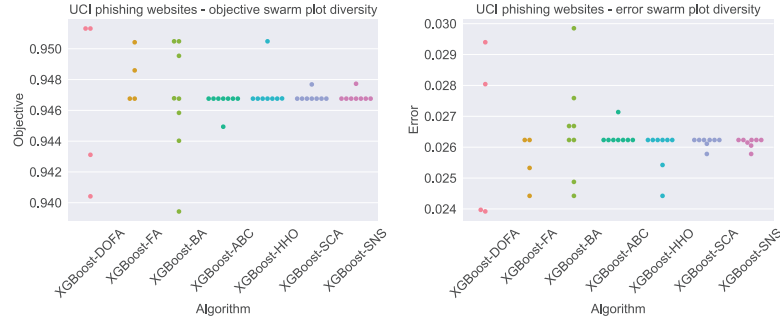 UCI phishing websites - objective swarm plot diversity
0.950
0.948
0.946
0.944
0.942
0.940
Objective
XGBoost-DOFA
XGBoost-FA
XGBoost-BA
XGBoost-ABC
XGBoost-HHO
XGBoost-SCA
XGBoost-SNS
Algorithm
UCI phishing websites - error swarm plot diversity
0.030
0.029
0.028
0.027
0.026
0.025
0.024
Error
XGBoost-DOFA
XGBoost-FA
XGBoost-BA
XGBoost-ABC
XGBoost-HHO
XGBoost-SCA
XGBoost-SNS
Algorithm